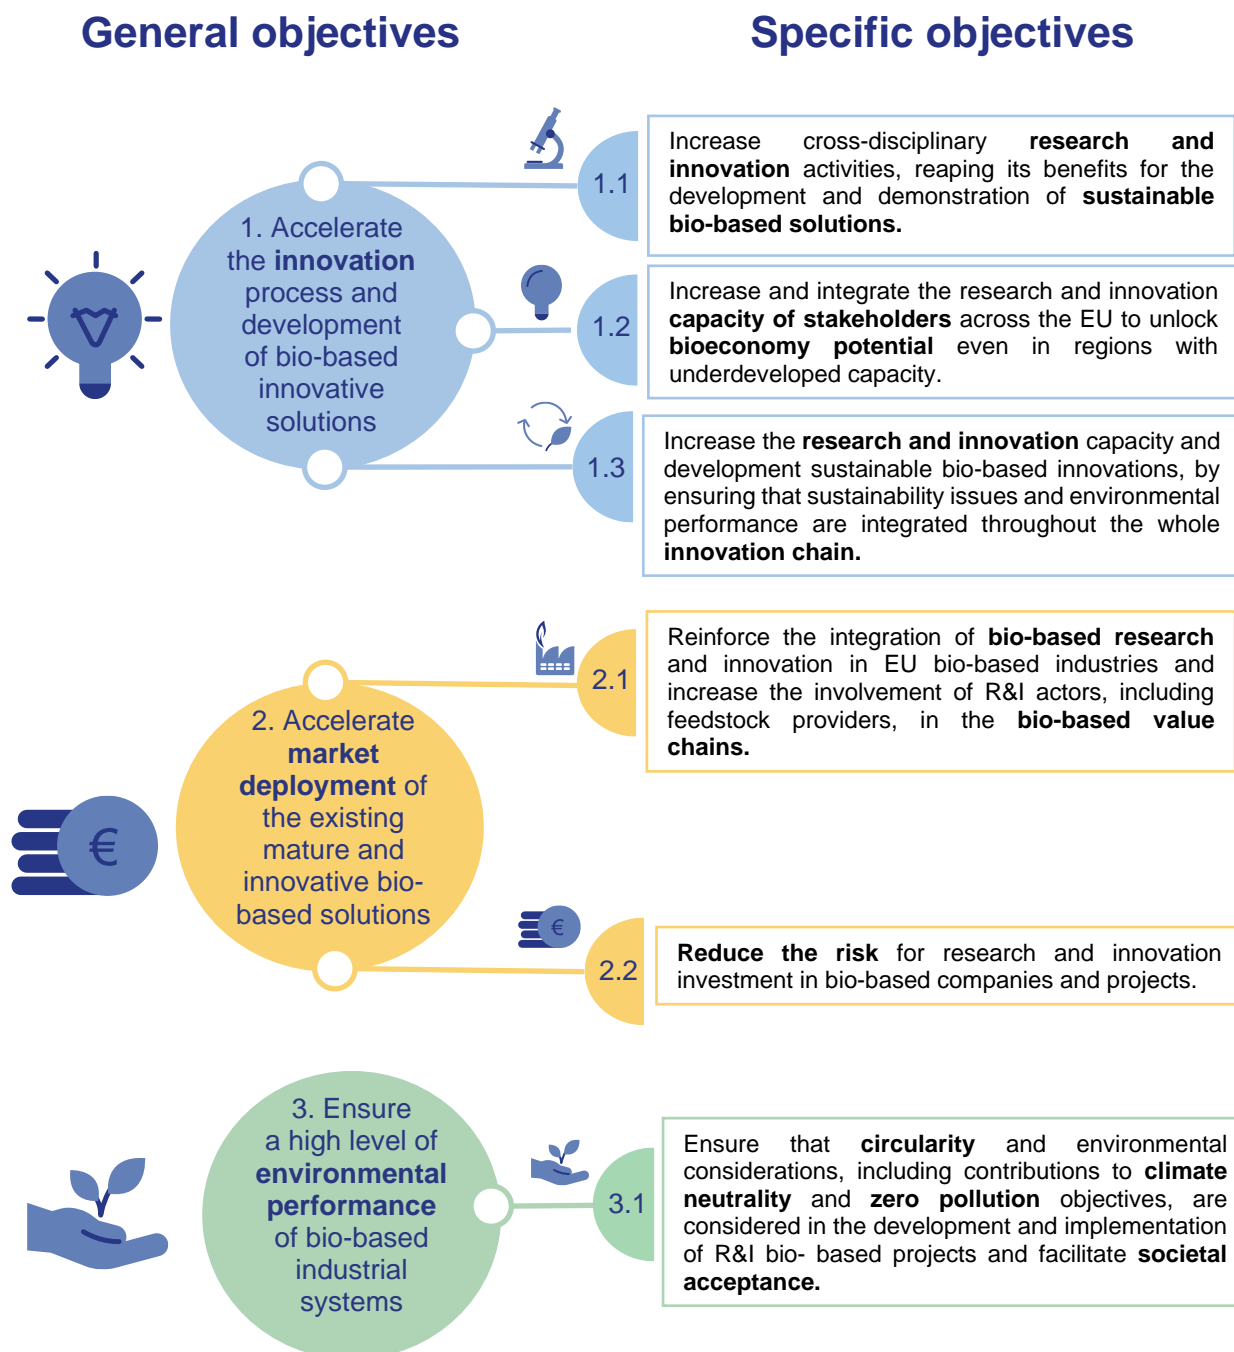 General objectives
Specific objectives
1. Accelerate
the innovation
process and
development
of bio-based
innovative
solutions
1.1
Increase cross-disciplinary research and
innovation activities, reaping its benefits for the
development and demonstration of sustainable
bio-based solutions.
1.2
Increase and integrate the research and innovation
capacity of stakeholders across the EU to unlock
bioeconomy potential even in regions with
underdeveloped capacity.
1.3
Increase the research and innovation capacity and
development sustainable bio-based innovations, by
ensuring that sustainability issues and environmental
performance are integrated throughout the whole
innovation chain.
2. Accelerate
market
deployment of
the existing
mature and
innovative bio-
based solutions
€
2.1
Reinforce the integration of bio-based research
and innovation in EU bio-based industries and
increase the involvement of R&I actors, including
feedstock providers, in the bio-based value
chains.
€
2.2
Reduce the risk for research and innovation
investment in bio-based companies and projects.
3. Ensure
a high level of
environmental
performance
of bio-based
industrial
systems
3.1
Ensure that circularity and environmental
considerations, including contributions to climate
neutrality and zero pollution objectives, are
considered in the development and implementation
of R&I bio- based projects and facilitate societal
acceptance.